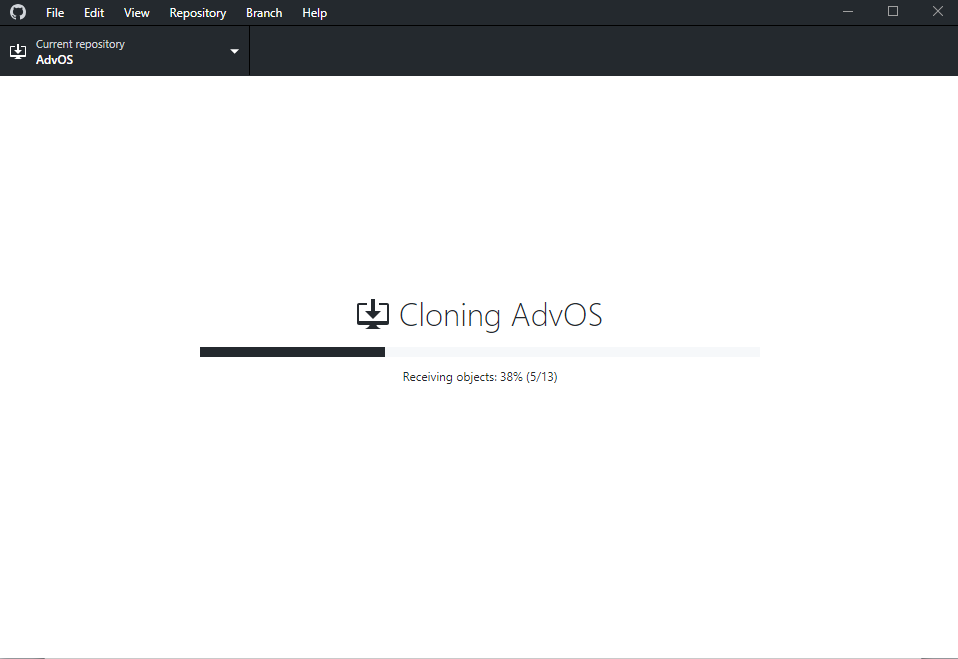 File Edit View Repository Branch Help
Current repository
AdvOS
Cloning AdvOS
Receiving objects: 38% (5/13)